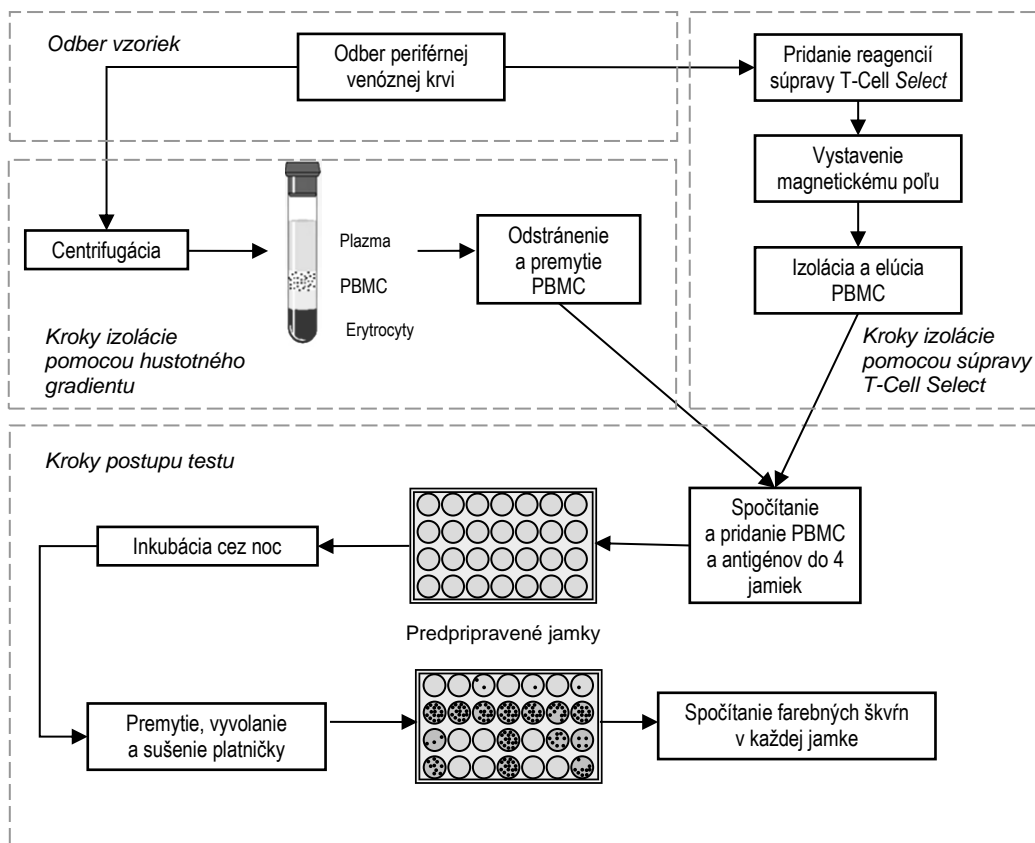 Odber vzoriek
Odber periférnej
venóznej krvi
Pridanie reagencií
súpravy T-Cell Select
Vystavenie
magnetickému poľu
Izolácia a elúcia
PBMC
Kroky izolácie
pomocou súpravy
T-Cell Select
Centrifugácia
Plazma
PBMC
Erytrocyty
Odstránenie
a premytie
PBMC
Kroky izolácie
pomocou hustotného
gradientu
Kroky postupu testu
Spočítanie
a pridanie PBMC
a antigénov do 4
jamiek
Predpripravené jamky
Inkubácia cez noc
Premytie, vyvolanie
a sušenie platničky
Spočítanie farebných škvŕn
v každej jamke